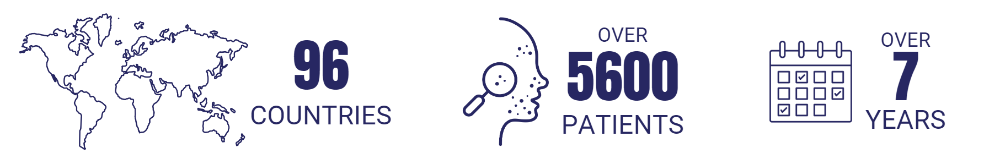 96
COUNTRIES
OVER
5600
PATIENTS
OVER
7
YEARS